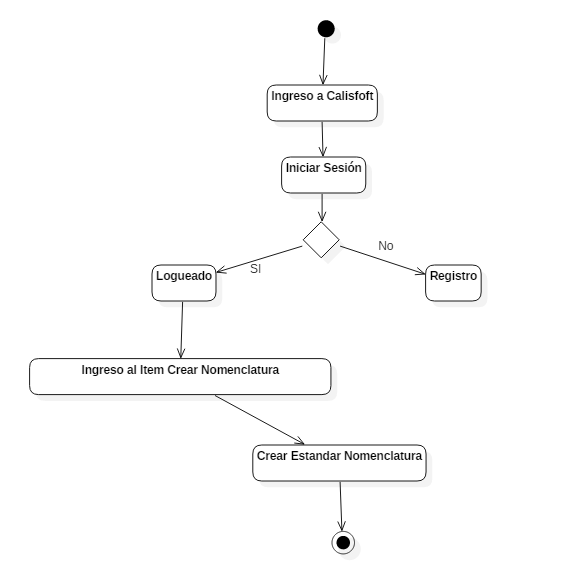 Ingreso a Calisfoft
Iniciar Sesión
No
SI
Logueado
Registro
Ingreso al Item Crear Nomenclatura
Crear Estandar Nomenclatura